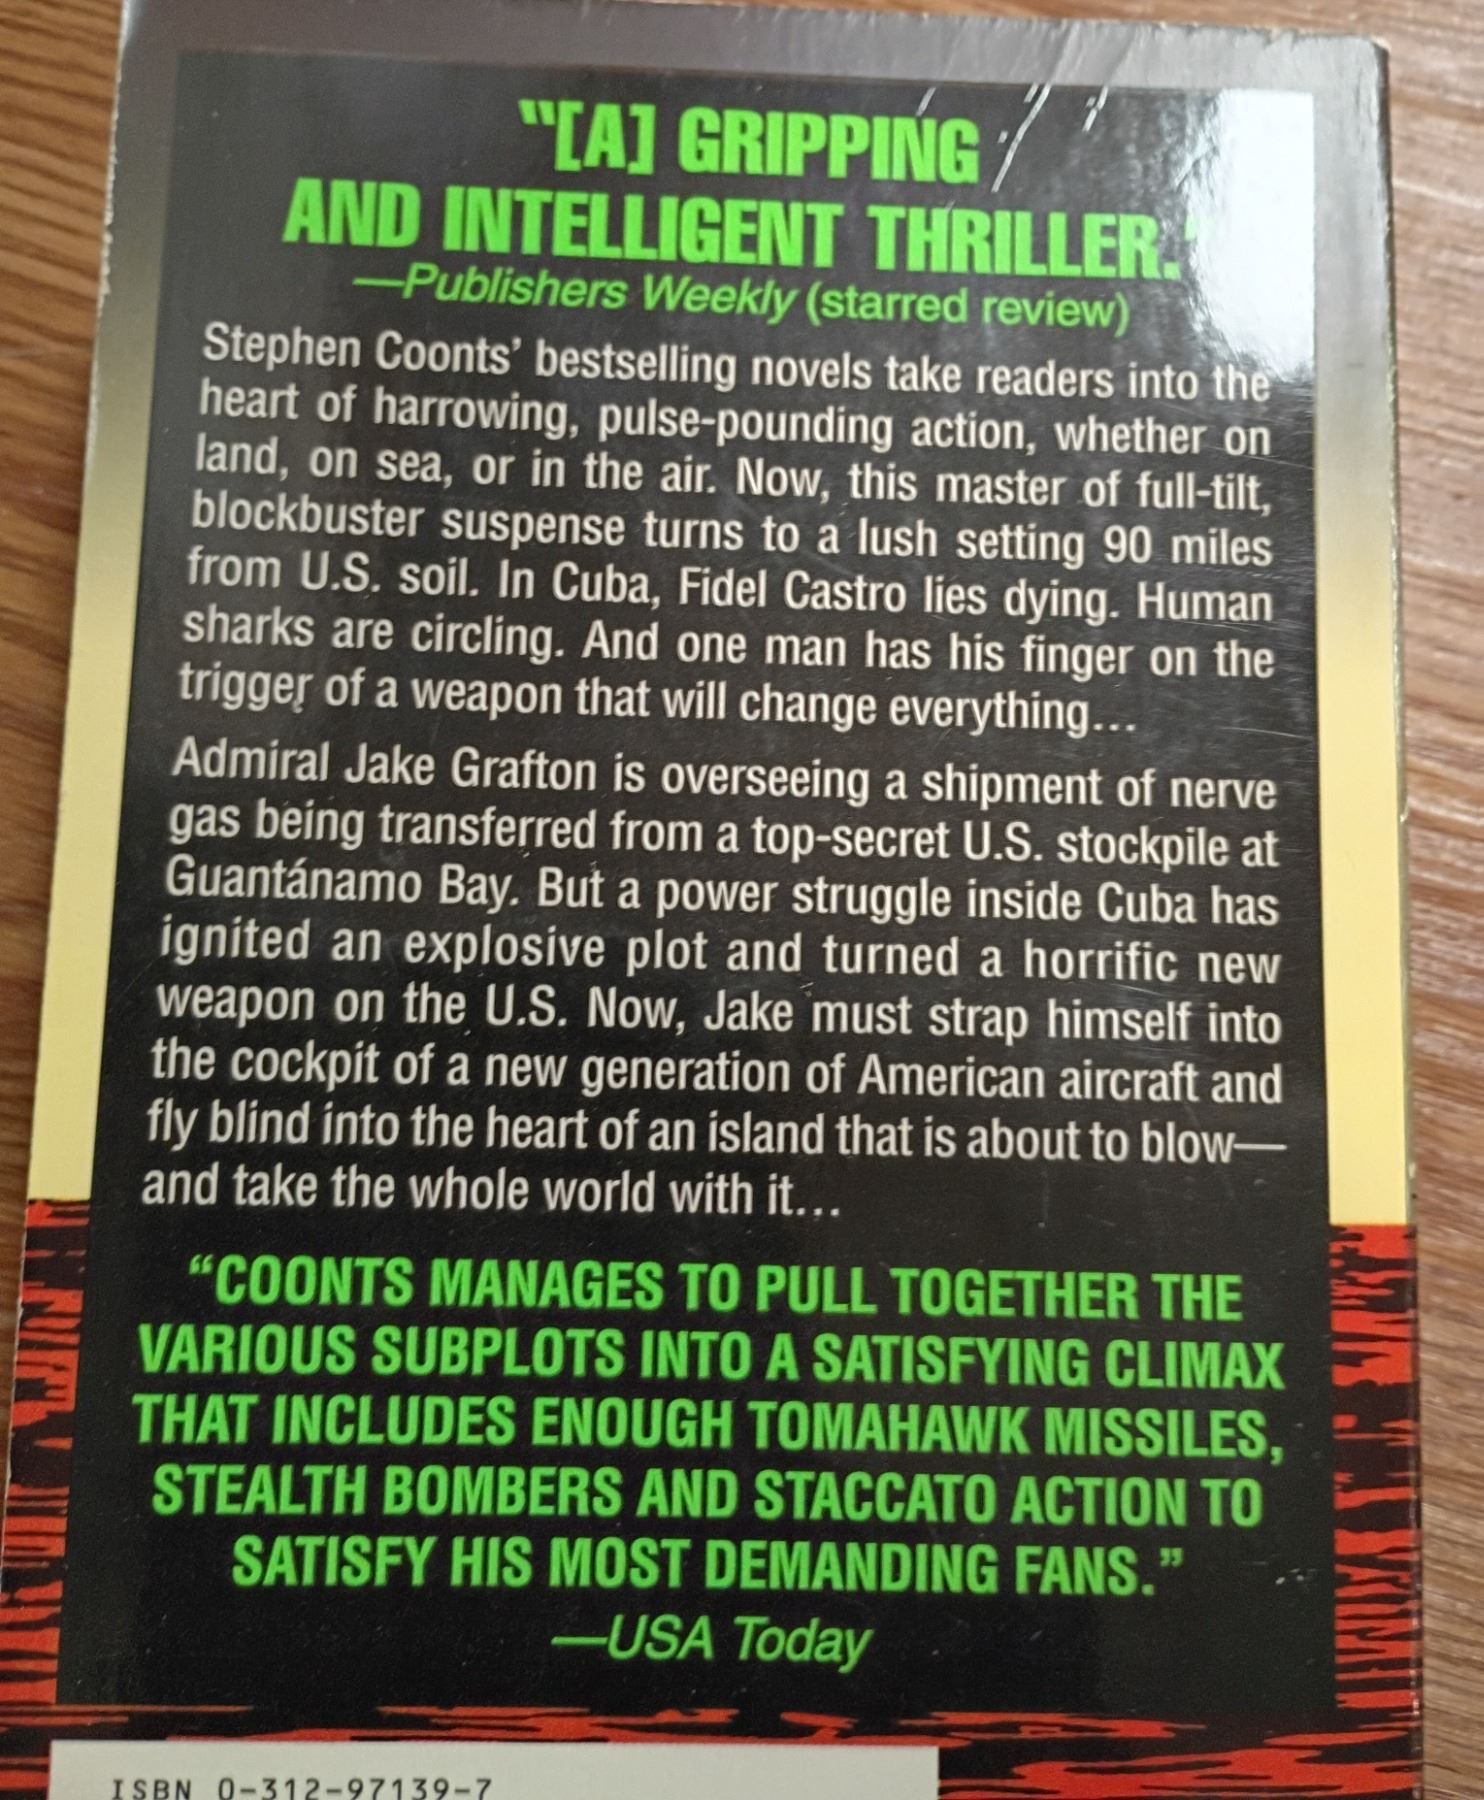 "[A] GRIPPING
AND INTELLIGENT THRILLER."
—Publishers Weekly (starred review)
Stephen Coonts' bestselling novels take readers into the
heart of harrowing, pulse-pounding action, whether on
land, on sea, or in the air. Now, this master of full-tilt,
blockbuster suspense turns to a lush setting 90 miles
from U.S. soil. In Cuba, Fidel Castro lies dying. Human
sharks are circling. And one man has his finger on the
trigger of a weapon that will change everything...
Admiral Jake Grafton is overseeing a shipment of nerve
gas being transferred from a top-secret U.S. stockpile at
Guantánamo Bay. But a power struggle inside Cuba has
ignited an explosive plot and turned a horrific new
weapon on the U.S. Now, Jake must strap himself into
the cockpit of a new generation of American aircraft and
fly blind into the heart of an island that is about to blow—
and take the whole world with it...
"COONTS MANAGES TO PULL TOGETHER THE
VARIOUS SUBPLOTS INTO A SATISFYING CLIMAX
THAT INCLUDES ENOUGH TOMAHAWK MISSILES,
STEALTH BOMBERS AND STACCATO ACTION TO
SATISFY HIS MOST DEMANDING FANS."
—USA Today
ISBN 0-312-97139-7